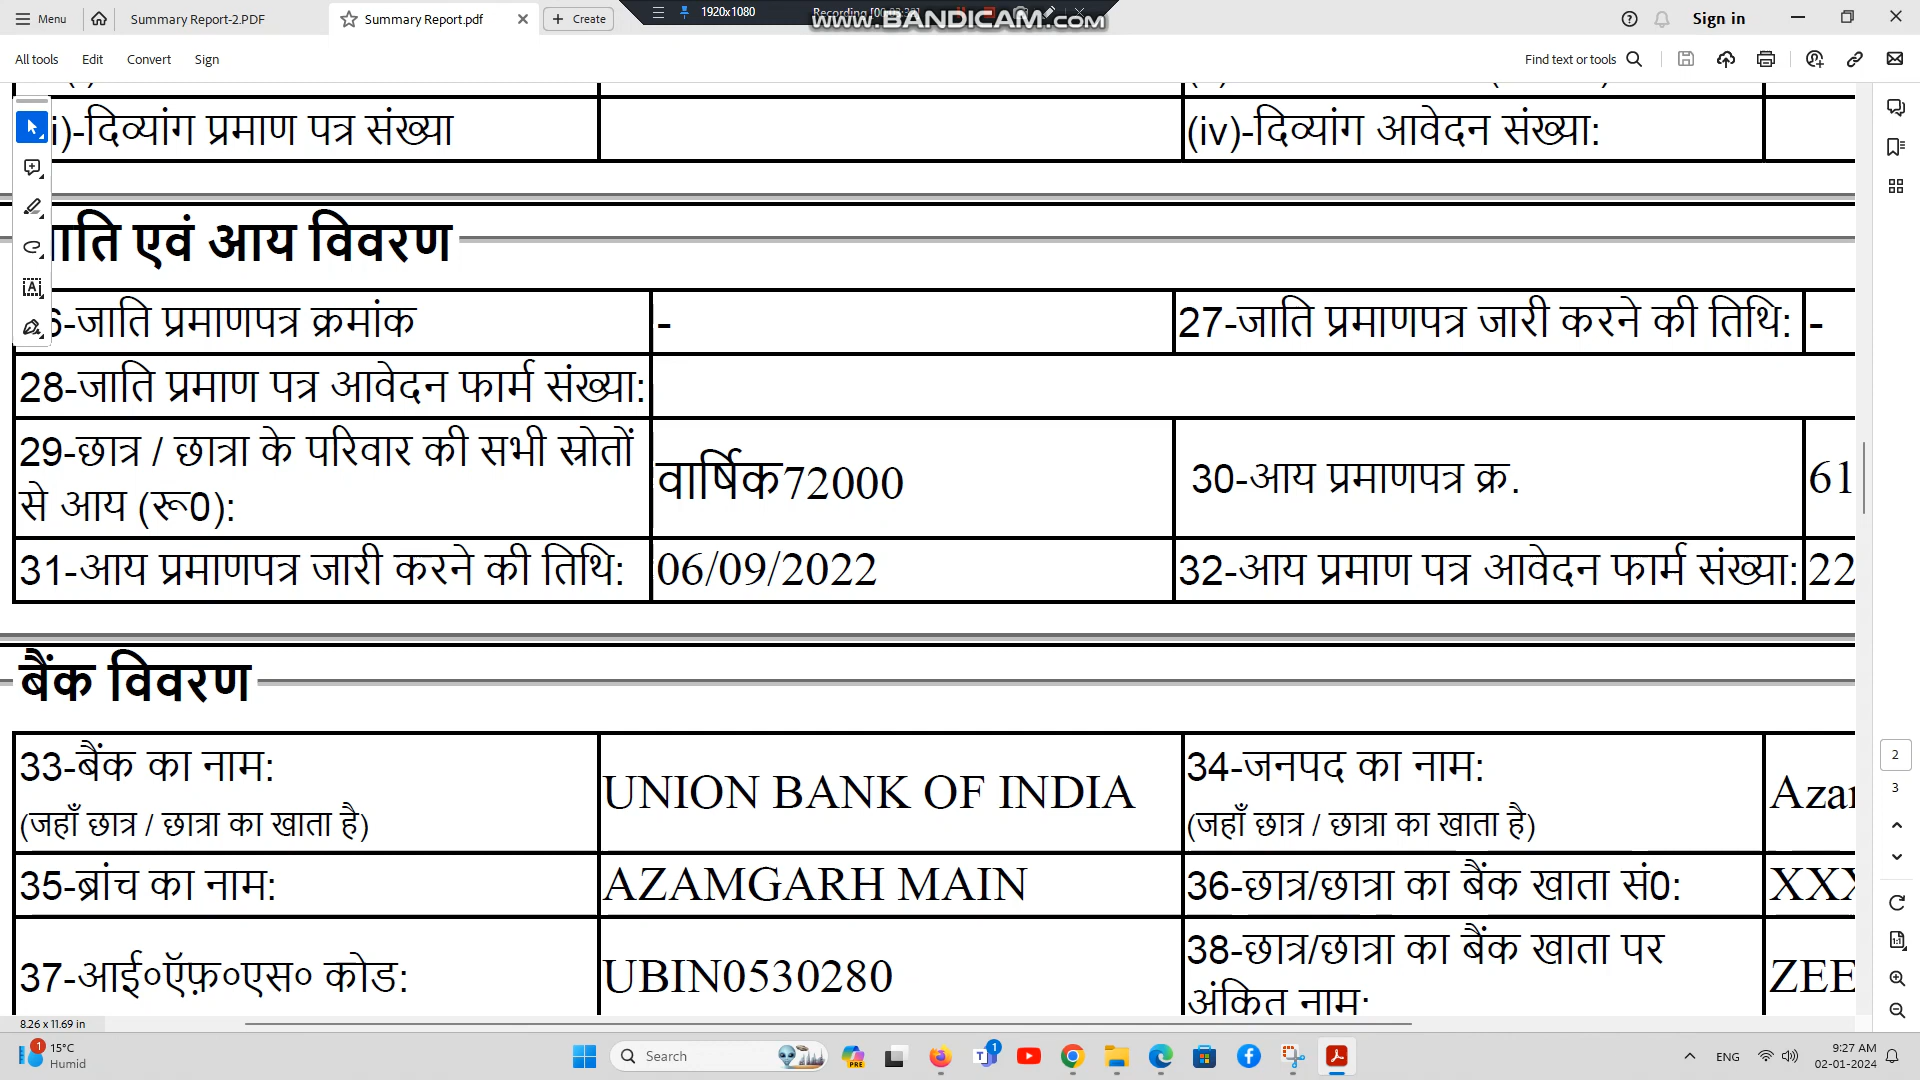 Menu
Summary Report-2.PDF
Summary Report.pdf
Create
1920x1080
www.BANDICAM.com
Sign in
All tools
Edit
Convert
Sign
Find text or tools
i)-दिव्यांग प्रमाण पत्र संख्या
(iv)-दिव्यांग आवेदन संख्या:
ाति एवं आय विवरण
6-जाति प्रमाणपत्र क्रमांक
-
27-जाति प्रमाणपत्र जारी करने की तिथि:
-
28-जाति प्रमाण पत्र आवेदन फार्म संख्या:
29-छात्र / छात्रा के परिवार की सभी स्रोतों
से आय (रू0):
वार्षिक72000
30-आय प्रमाणपत्र क्र.
61
31-आय प्रमाणपत्र जारी करने की तिथि:
06/09/2022
32-आय प्रमाण पत्र आवेदन फार्म संख्या:
22
बैंक विवरण
33-बैंक का नाम:
(जहाँ छात्र / छात्रा का खाता है)
UNION BANK OF INDIA
34-जनपद का नाम:
(जहाँ छात्र / छात्रा का खाता है)
35-ब्रांच का नाम:
AZAMGARH MAIN
36-छात्र/छात्रा का बैंक खाता सं0:
XXX
37-आई०ऍफ़०एस० कोड:
UBIN0530280
38-छात्र/छात्रा का बैंक खाता पर
अंकित नाम:
ZEE
2
3
8.26 x 11.69 in
1
15°C
Humid
Search
PRE
1
ENG
9:27 AM
02-01-2024